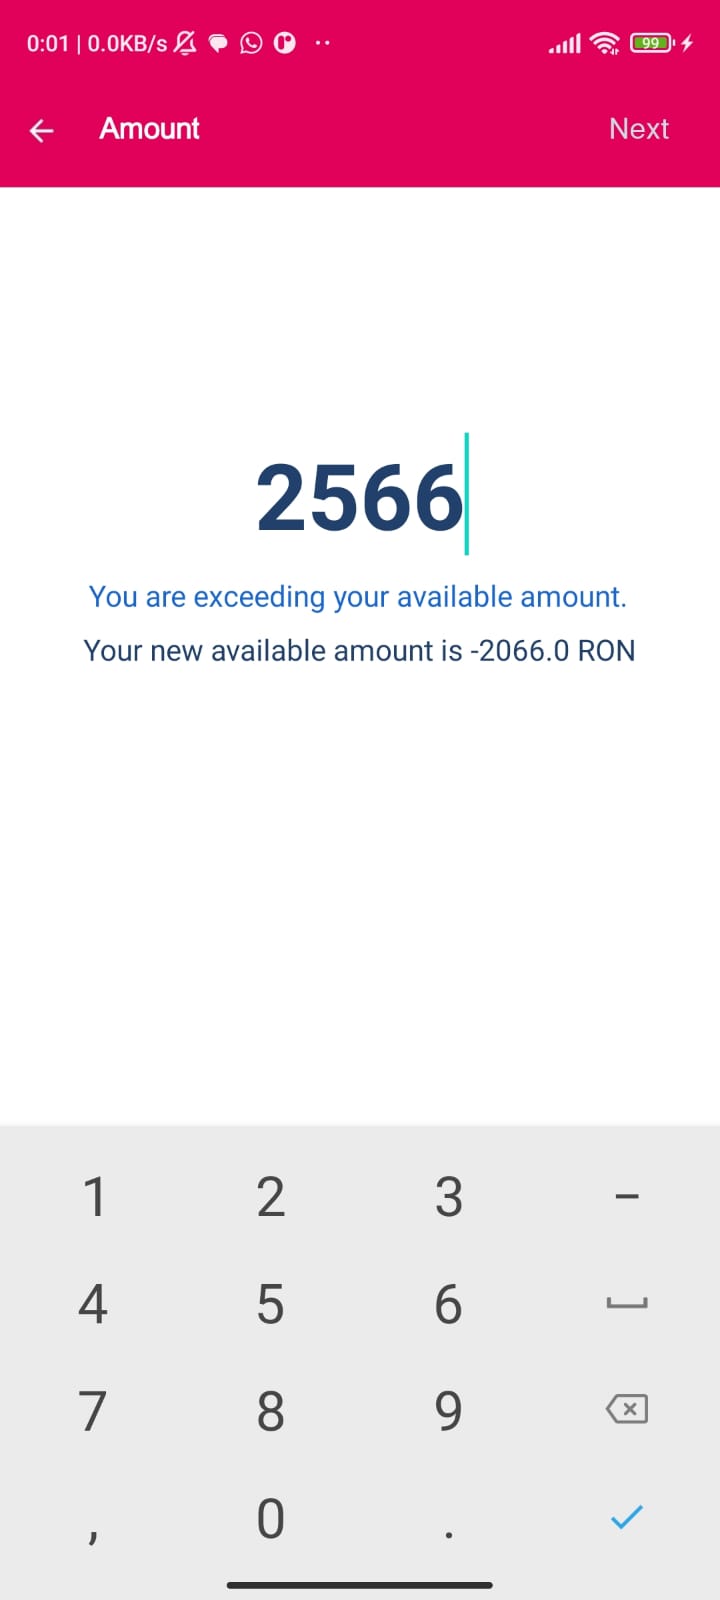 0:01 | 0.0KB/s
99
Amount
Next
2566
You are exceeding your available amount.
Your new available amount is -2066.0 RON
1 2 3 –
4 5 6
7 8 9
, 0 .